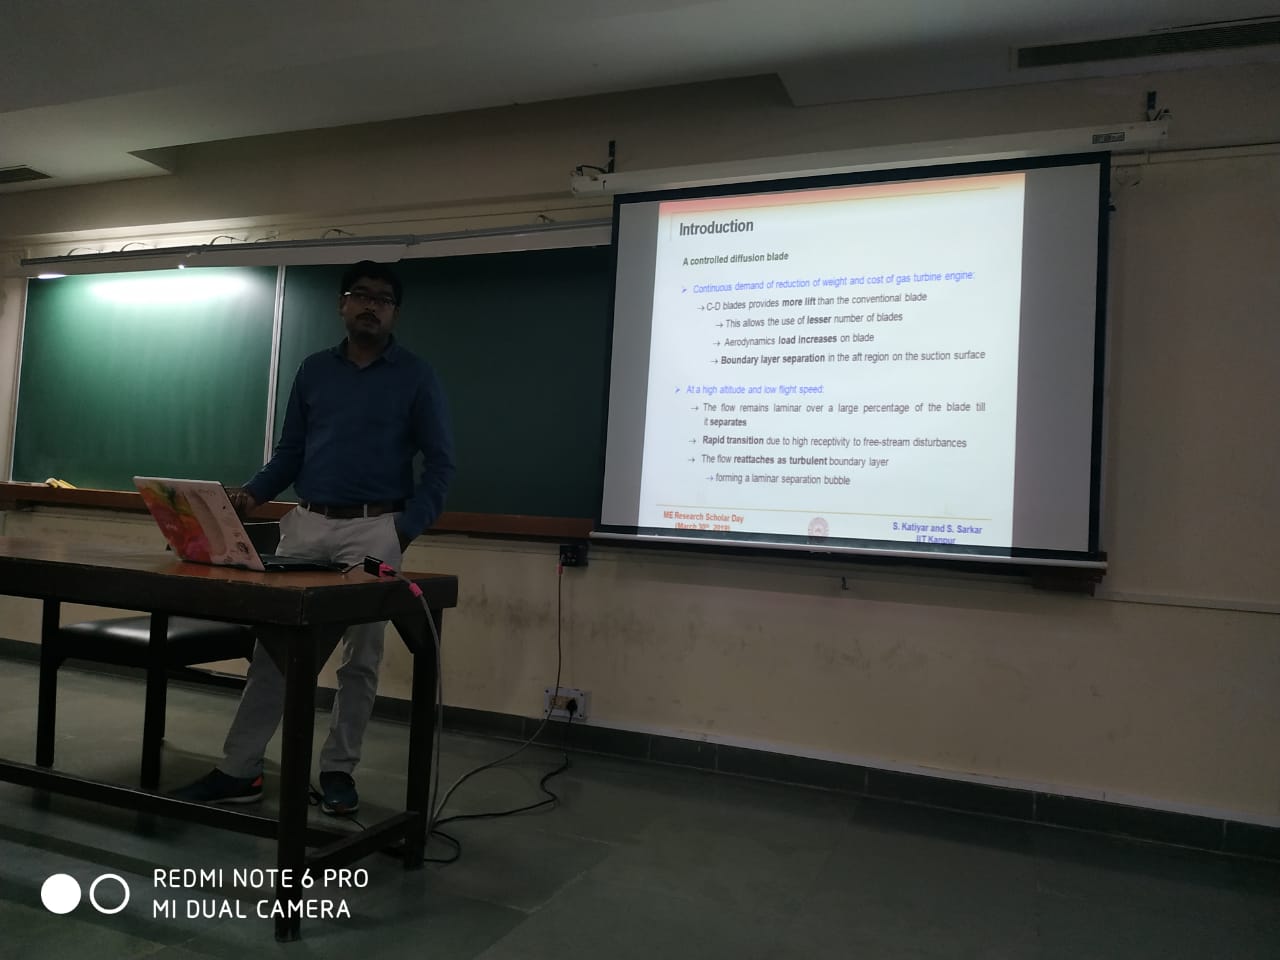 Introduction
A controlled diffusion blade
➢ Continuous demand of reduction of weight and cost of gas turbine engine:
→ C-D blades provides more lift than the conventional blade
→ This allows the use of lesser number of blades
→ Aerodynamics load increases on blade
→ Boundary layer separation in the aft region on the suction surface
➢ At a high altitude and low flight speed:
→ The flow remains laminar over a large percentage of the blade till
it separates
→ Rapid transition due to high receptivity to free-stream disturbances
→ The flow reattaches as turbulent boundary layer
→ forming a laminar separation bubble
ME Research Scholar Day
(March 30th, 2019)
S. Katiyar and S. Sarkar
IIT Kanpur
REDMI NOTE 6 PRO
MI DUAL CAMERA